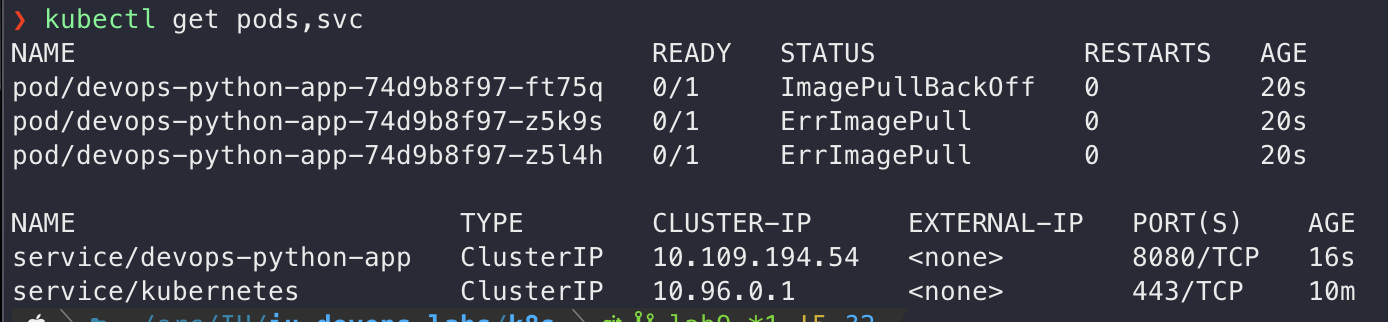 ❯ kubectl get pods,svc
NAME READY STATUS RESTARTS AGE
pod/devops-python-app-74d9b8f97-ft75q 0/1 ImagePullBackOff 0 20s
pod/devops-python-app-74d9b8f97-z5k9s 0/1 ErrImagePull 0 20s
pod/devops-python-app-74d9b8f97-z5l4h 0/1 ErrImagePull 0 20s
NAME TYPE CLUSTER-IP EXTERNAL-IP PORT(S) AGE
service/devops-python-app ClusterIP 10.109.194.54 <none> 8080/TCP 16s
service/kubernetes ClusterIP 10.96.0.1 <none> 443/TCP 10m